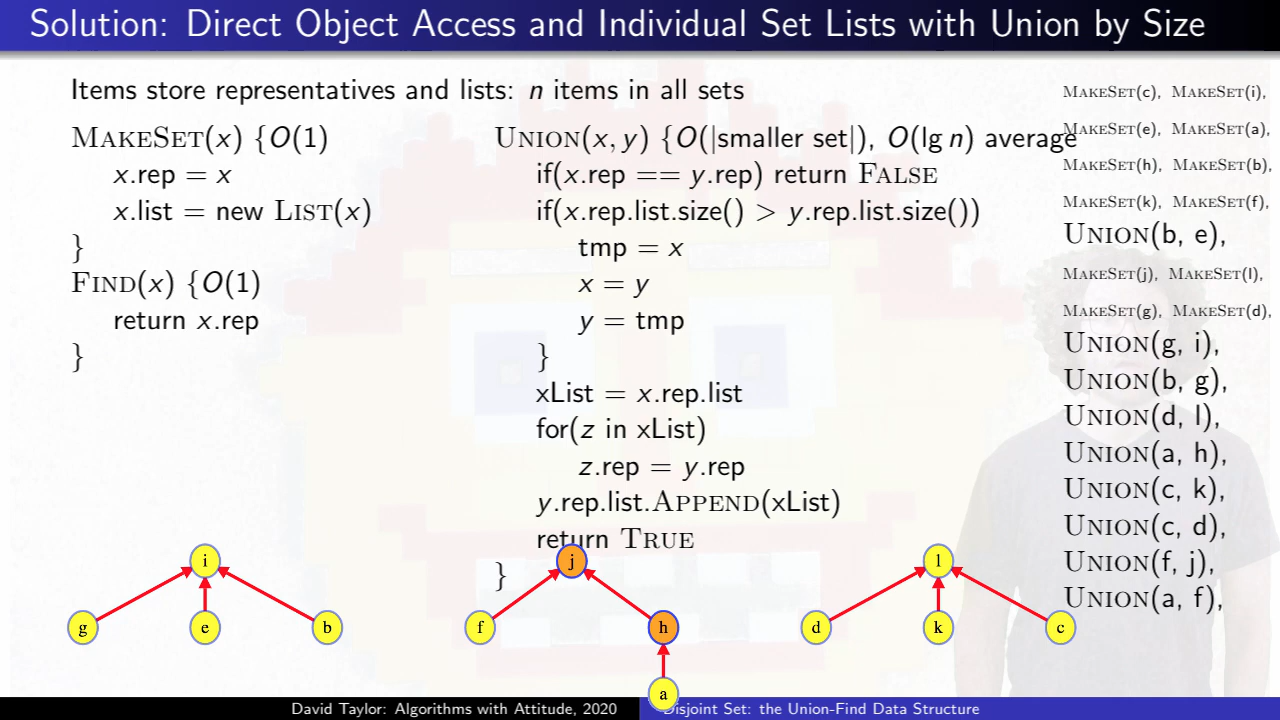 Solution: Direct Object Access and Individual Set Lists with Union by Size
Items store representatives and lists: n items in all sets
MAKESET(x) {O(1)
x.rep = x
x.list = new LIST(x)
}
FIND(x) {O(1)
return x.rep
}
UNION(x, y) {O(|smaller set|), O(lg n) average
if(x.rep == y.rep) return FALSE
if(x.rep.list.size() > y.rep.list.size())
tmp = x
x = y
y = tmp
}
xList = x.rep.list
for(z in xList)
z.rep = y.rep
y.rep.list.APPEND(xList)
return TRUE
}
MAKESET(c), MAKESET(i),
MAKESET(e), MAKESET(a),
MAKESET(h), MAKESET(b),
MAKESET(k), MAKESET(f),
UNION(b, e),
MAKESET(j), MAKESET(l),
MAKESET(g), MAKESET(d),
UNION(g, i),
UNION(b, g),
UNION(d, l),
UNION(a, h),
UNION(c, k),
UNION(c, d),
UNION(f, j),
UNION(a, f),
i j l
g e b f h d k c
a
David Taylor: Algorithms with Attitude, 2020
Disjoint Set: the Union-Find Data Structure